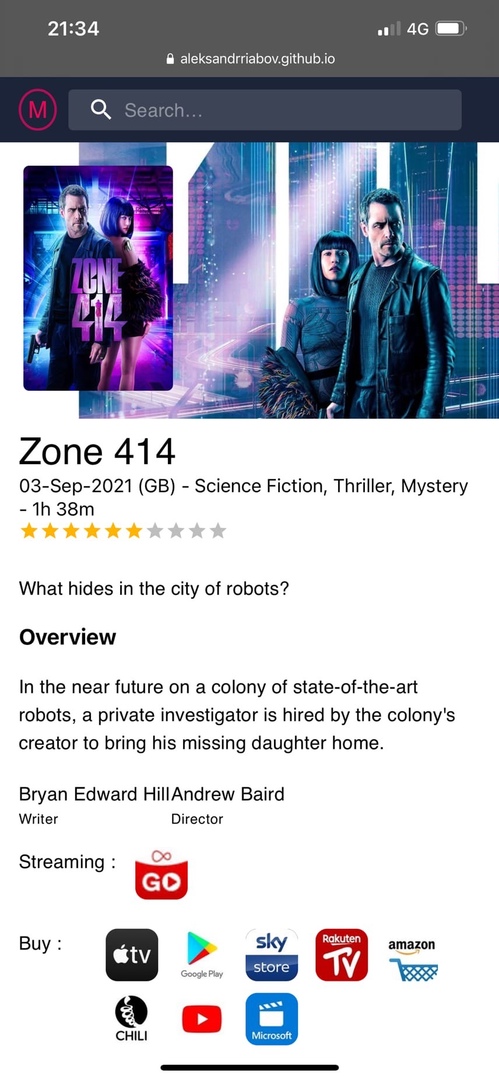 21:34
4G
aleksandrriabov.github.io
M
Search...
ZONE
414
Zone 414
03-Sep-2021 (GB) - Science Fiction, Thriller, Mystery
- 1h 38m
What hides in the city of robots?
Overview
In the near future on a colony of state-of-the-art
robots, a private investigator is hired by the colony's
creator to bring his missing daughter home.
Bryan Edward Hill Andrew Baird
Writer Director
Streaming :
GO
Buy :
tv
Google Play
sky
store
Rakuten
TV
amazon
CHILI
Microsoft